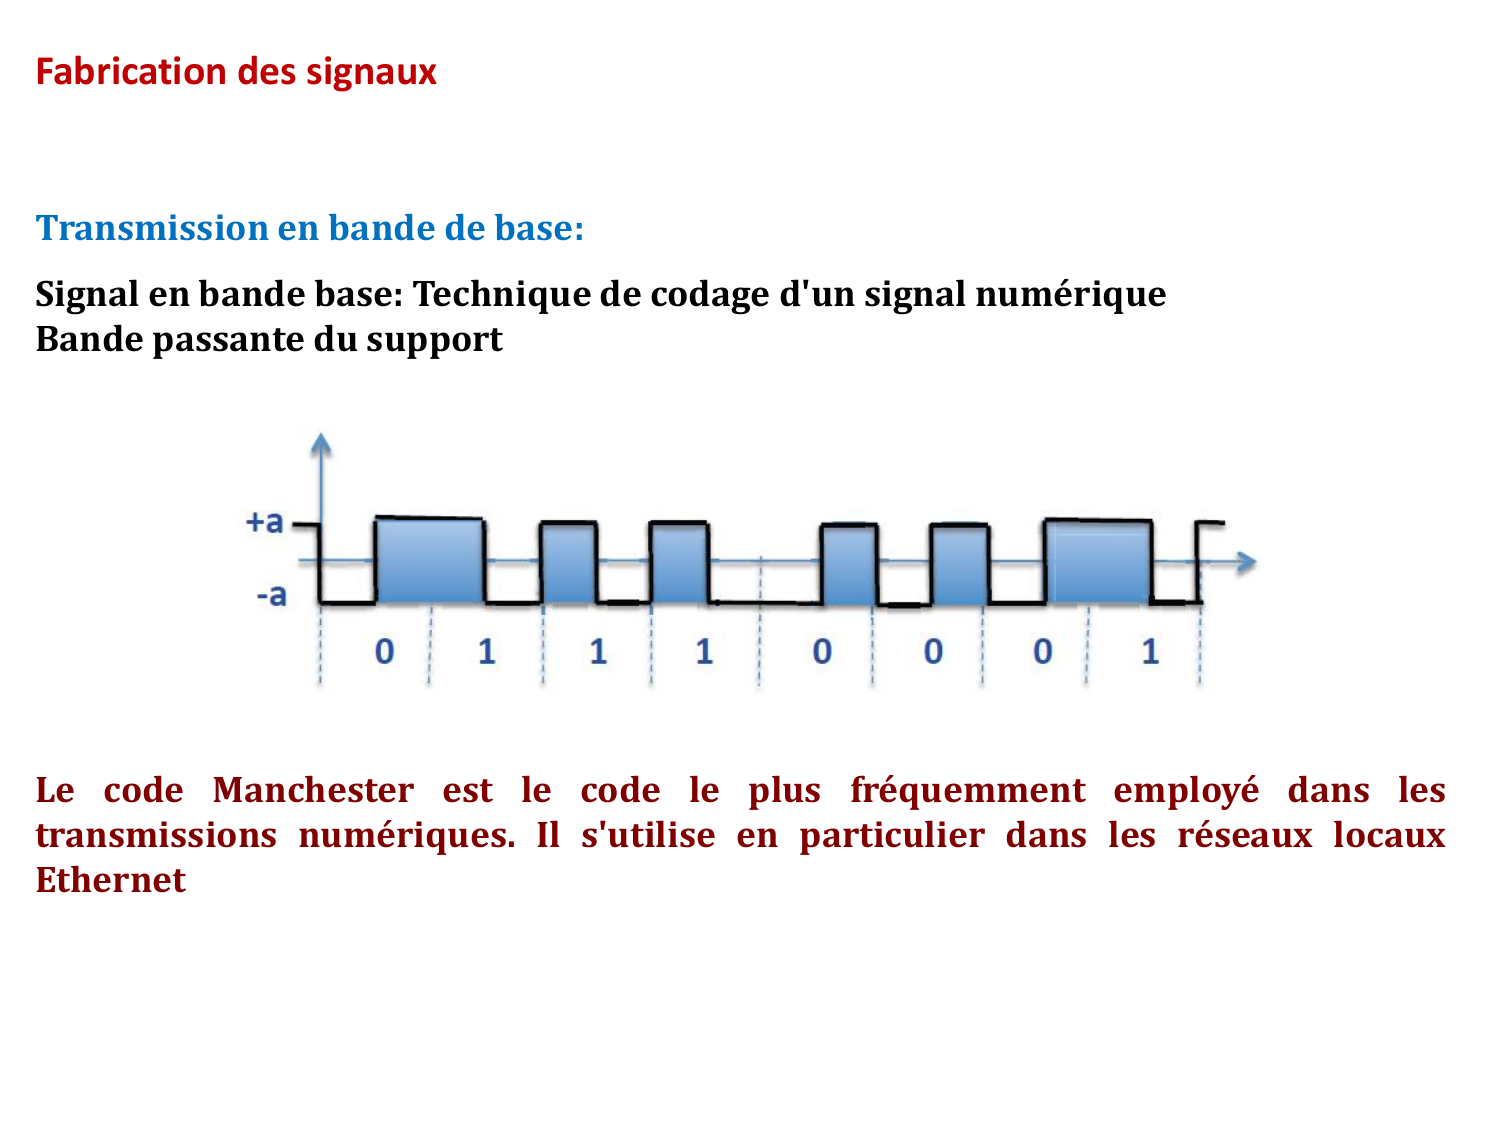 Fabrication des signaux
Transmission en bande de base:
Signal en bande base: Technique de codage d'un signal numérique
Bande passante du support
+a
-a
0 1 1 1 0 0 0 1
Le code Manchester est le code le plus fréquemment employé dans les
transmissions numériques. Il s'utilise en particulier dans les réseaux locaux
Ethernet